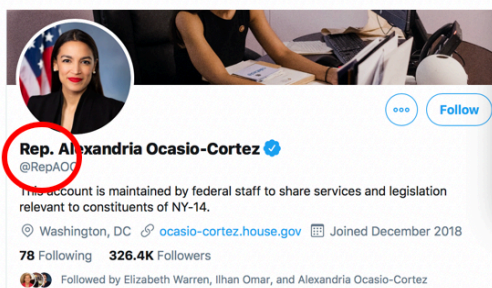 Follow
Rep. Alexandria Ocasio-Cortez
@RepAOC
This account is maintained by federal staff to share services and legislation
relevant to constituents of NY-14.
Washington, DC ocasio-cortez.house.gov Joined December 2018
78 Following 326.4K Followers
Followed by Elizabeth Warren, Ilhan Omar, and Alexandria Ocasio-Cortez